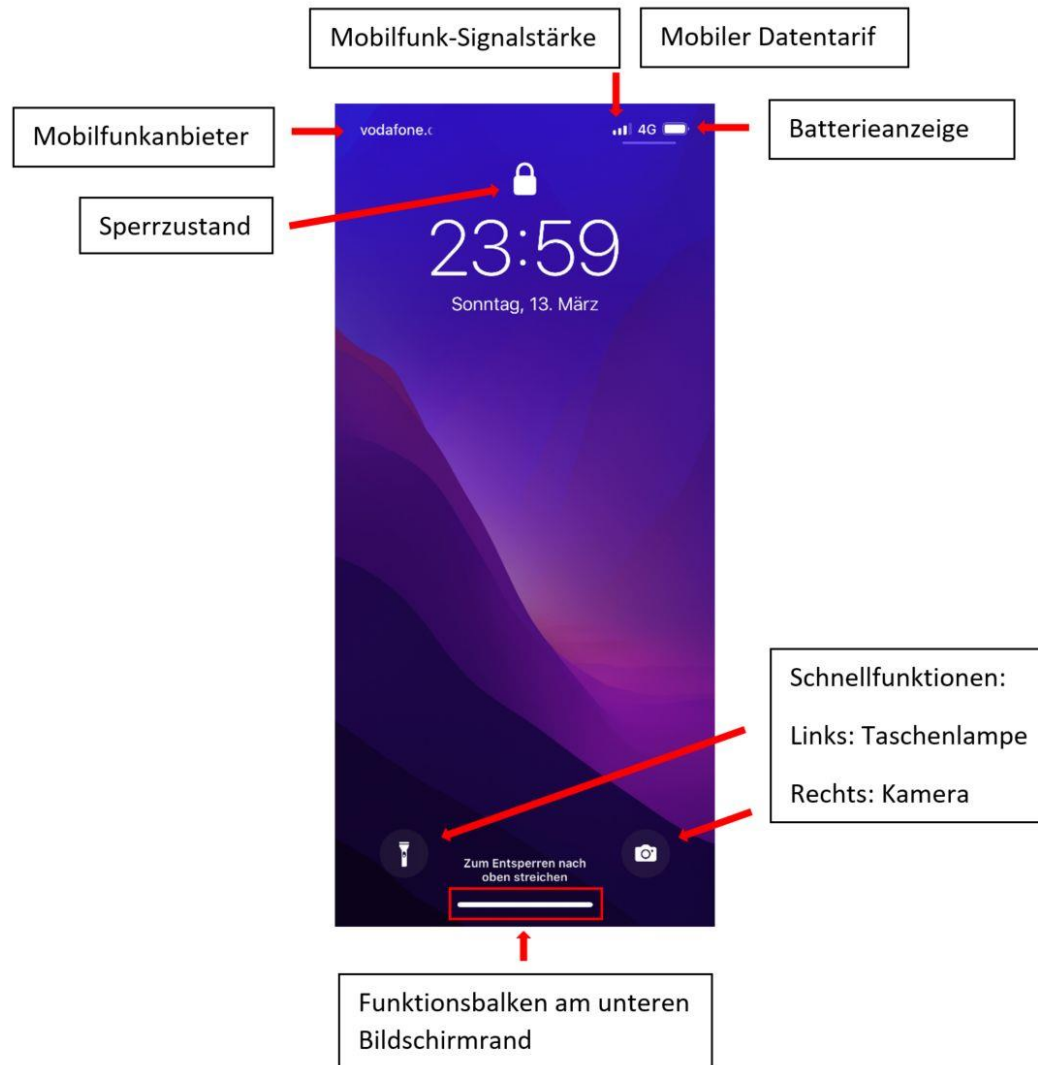 Mobilfunk-Signalstärke
Mobiler Datentarif
Mobilfunkanbieter
Batterieanzeige
vodafone.c
4G
Sperrzustand
23:59
Sonntag, 13. März
Schnellfunktionen:
Links: Taschenlampe
Rechts: Kamera
Zum Entsperren nach
oben streichen
Funktionsbalken am unteren
Bildschirmrand